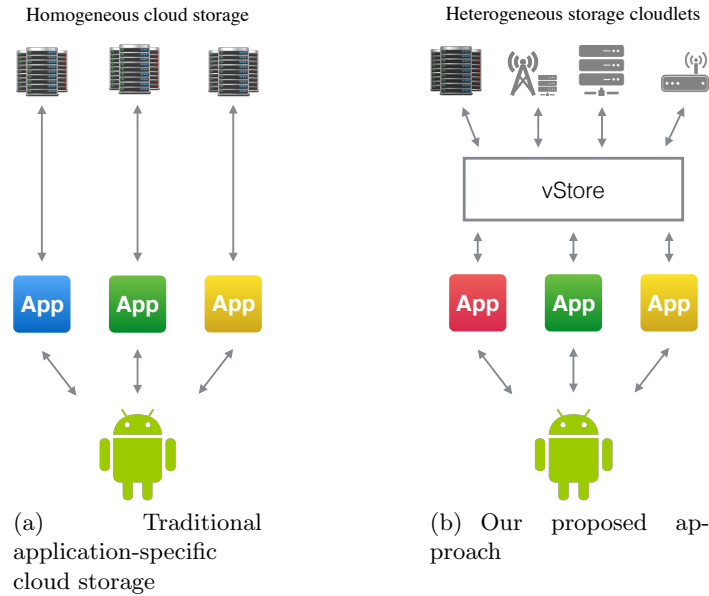 Homogeneous cloud storage
App
App
App
(a) Traditional
application-specific
cloud storage
Heterogeneous storage cloudlets
vStore
App
App
App
(b) Our proposed ap-
proach